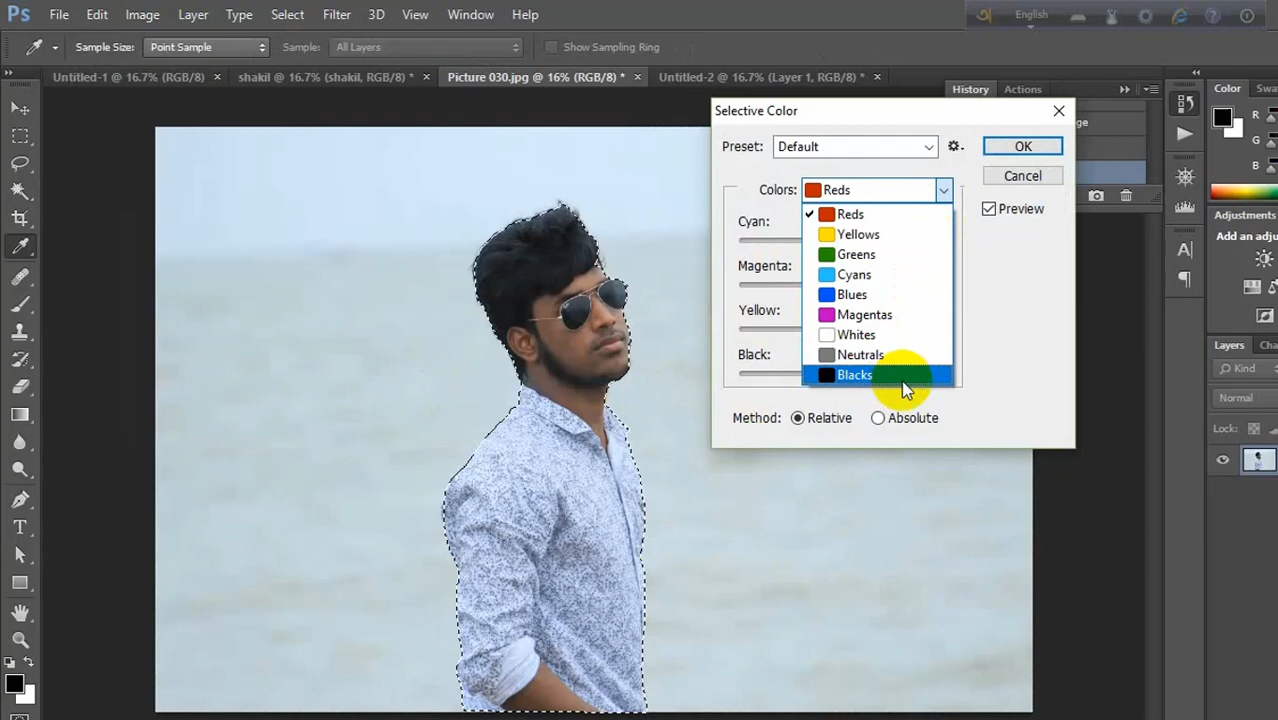 Ps File Edit Image Layer Type Select Filter 3D View Window Help
অ English
Sample Size: Point Sample Sample: All Layers Show Sampling Ring
Untitled-1 @ 16.7% (RGB/8) × shakil @ 16.7% (shakil, RGB/8) * × Picture 030.jpg @ 16% (RGB/8) * × Untitled-2 @ 16.7% (Layer 1, RGB/8) * ×
History Actions
Color
R
G
B
Selective Color
Preset: Default
OK
Cancel
Preview
Colors: Reds
Reds
Yellows
Greens
Cyans
Blues
Magentas
Whites
Neutrals
Blacks
Cyan:
Magenta:
Yellow:
Black:
Method: Relative Absolute
Adjustments
Add an adju
Layers
Kind
Normal
Lock: